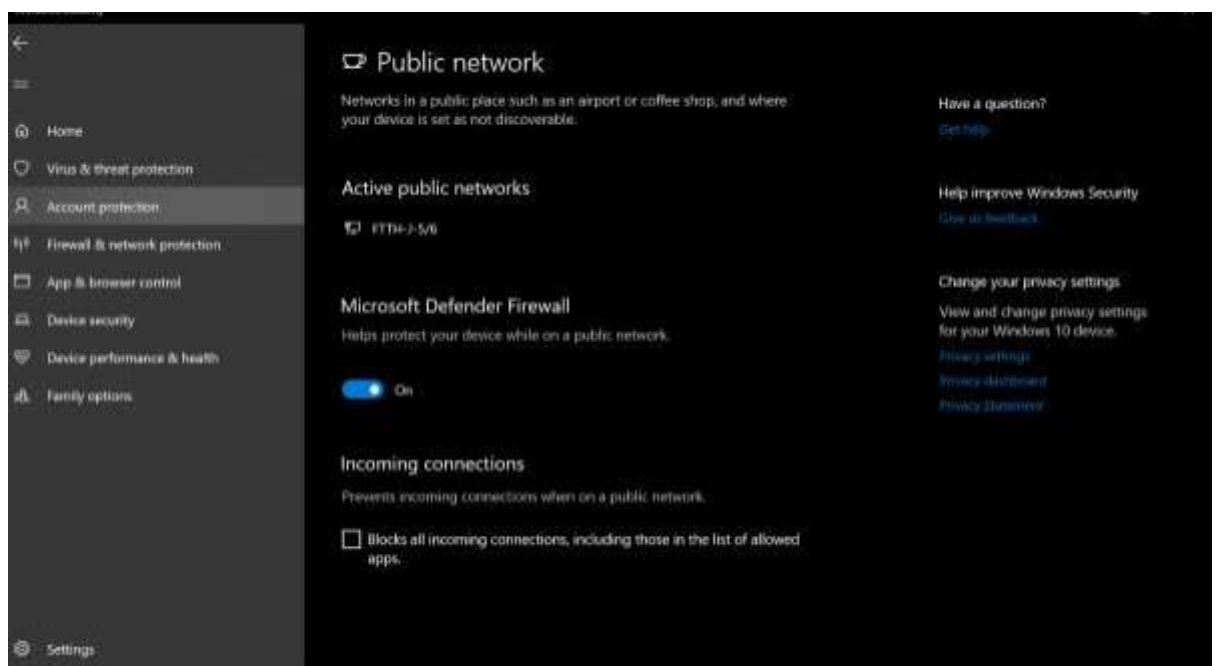 Home
Virus & threat protection
Account protection
Firewall & network protection
App & browser control
Device security
Device performance & health
Family options
Settings
Public network
Networks in a public place such as an airport or coffee shop, and where
your device is set as not discoverable.
Active public networks
FTTH-J-5/6
Microsoft Defender Firewall
Helps protect your device while on a public network.
On
Incoming connections
Prevents incoming connections when on a public network.
Blocks all incoming connections, including those in the list of allowed
apps.
Have a question?
Get help
Help improve Windows Security
Give us feedback
Change your privacy settings
View and change privacy settings
for your Windows 10 device.
Privacy settings
Privacy dashboard
Privacy Statement